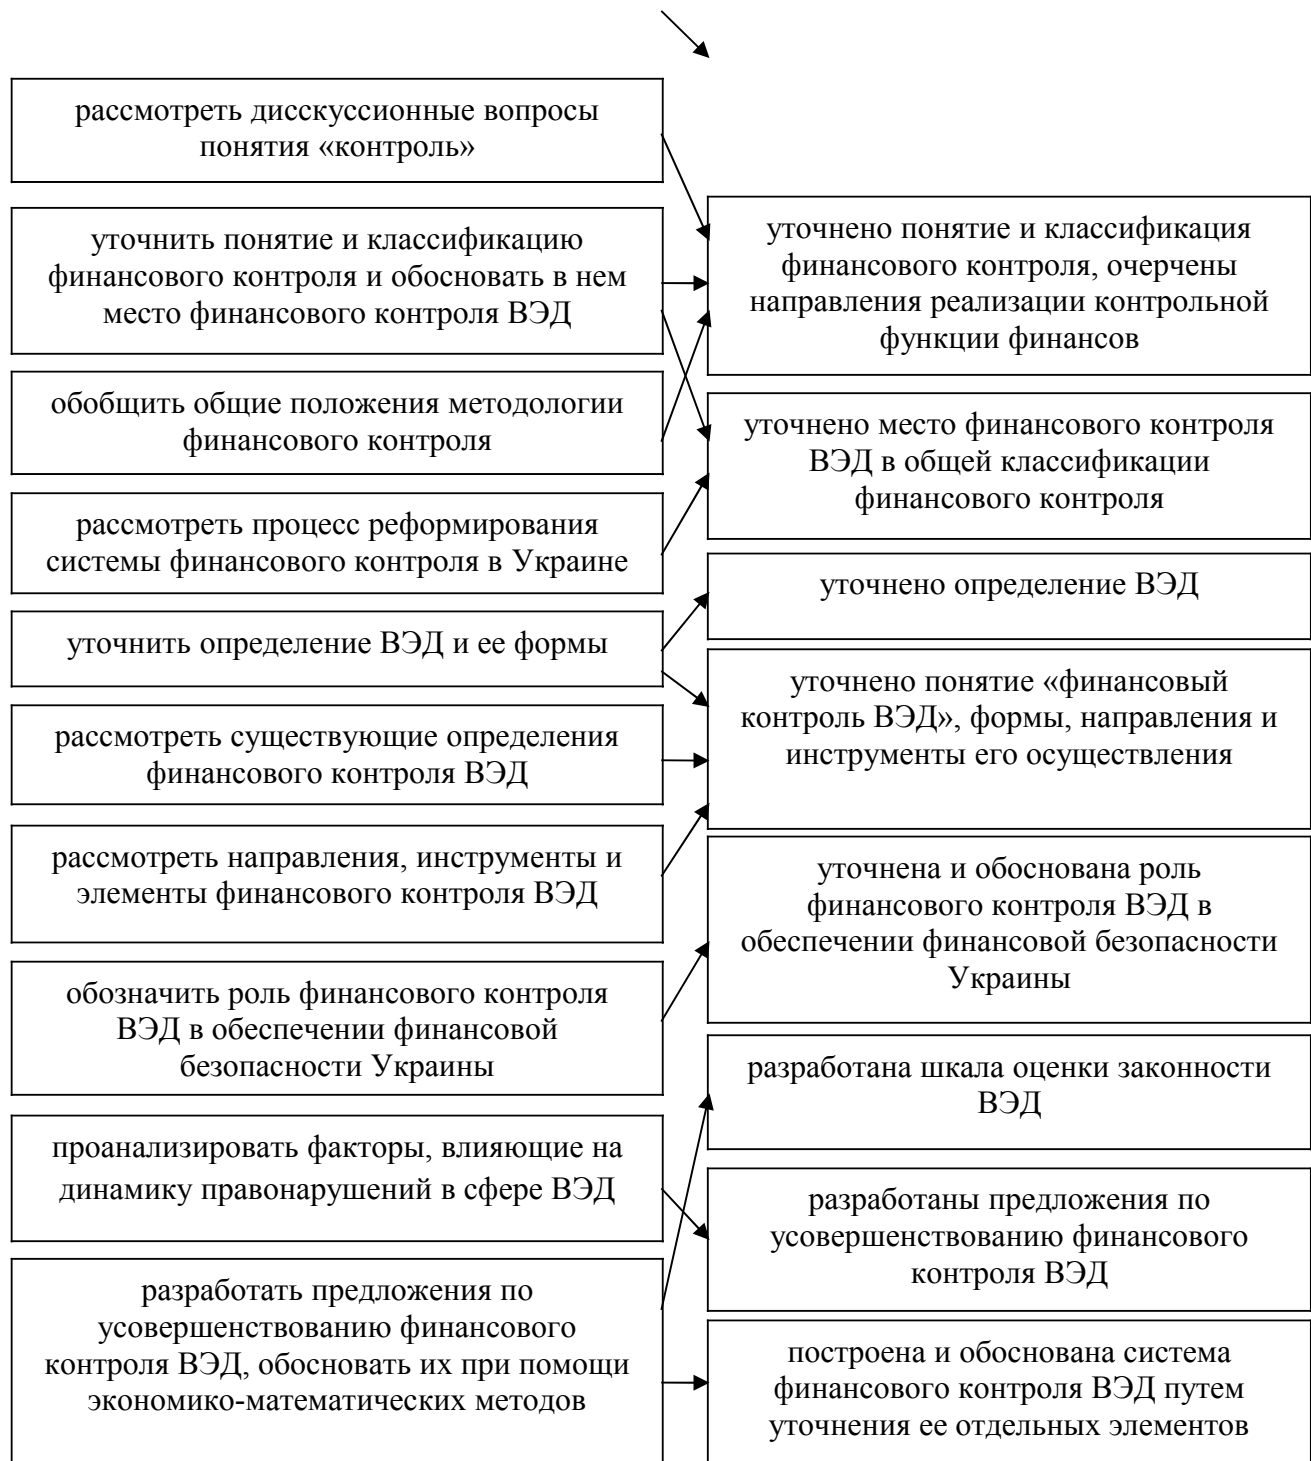 рассмотреть дисскуссионные вопросы
понятия «контроль»
уточнить понятие и классификацию
финансового контроля и обосновать в нем
место финансового контроля ВЭД
обобщить общие положения методологии
финансового контроля
рассмотреть процесс реформирования
системы финансового контроля в Украине
уточнить определение ВЭД и ее формы
рассмотреть существующие определения
финансового контроля ВЭД
рассмотреть направления, инструменты и
элементы финансового контроля ВЭД
обозначить роль финансового контроля
ВЭД в обеспечении финансовой
безопасности Украины
проанализировать факторы, влияющие на
динамику правонарушений в сфере ВЭД
разработать предложения по
усовершенствованию финансового
контроля ВЭД, обосновать их при помощи
экономико-математических методов
уточнено понятие и классификация
финансового контроля, очерчены
направления реализации контрольной
функции финансов
уточнено место финансового контроля
ВЭД в общей классификации
финансового контроля
уточнено определение ВЭД
уточнено понятие «финансовый
контроль ВЭД», формы, направления и
инструменты его осуществления
уточнена и обоснована роль
финансового контроля ВЭД в
обеспечении финансовой безопасности
Украины
разработана шкала оценки законности
ВЭД
разработаны предложения по
усовершенствованию финансового
контроля ВЭД
построена и обоснована система
финансового контроля ВЭД путем
уточнения ее отдельных элементов